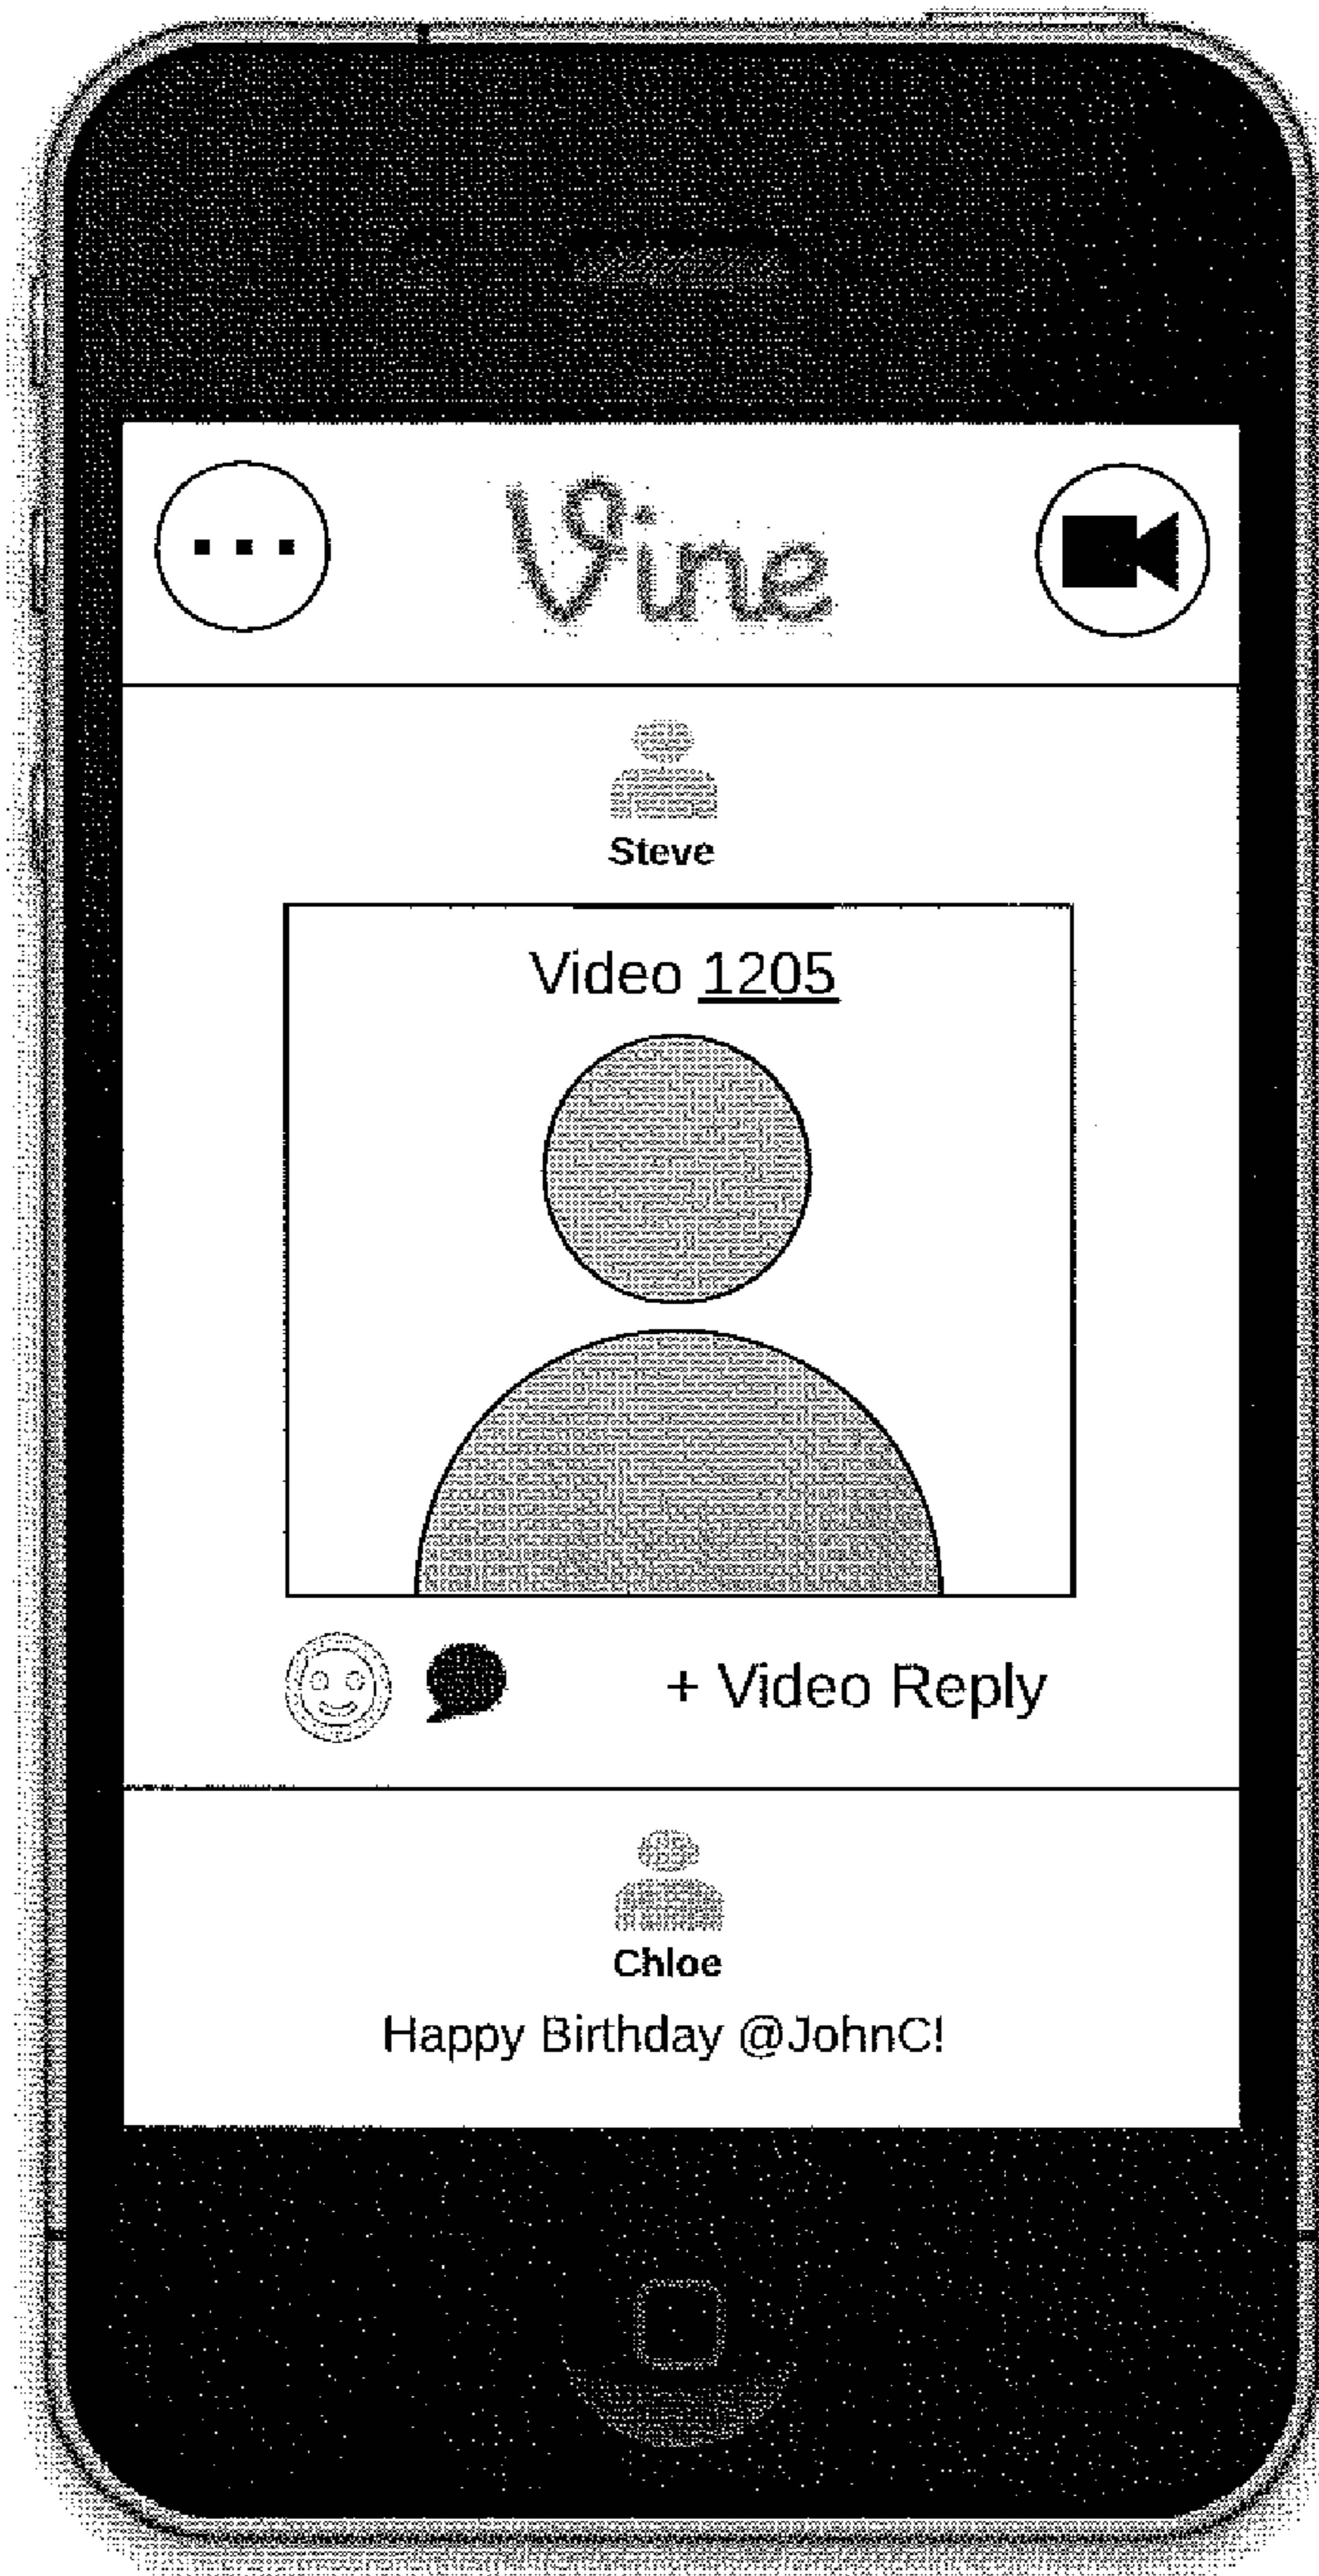 Vine
Steve
Video 1205
+ Video Reply
Chloe
Happy Birthday @JohnC!